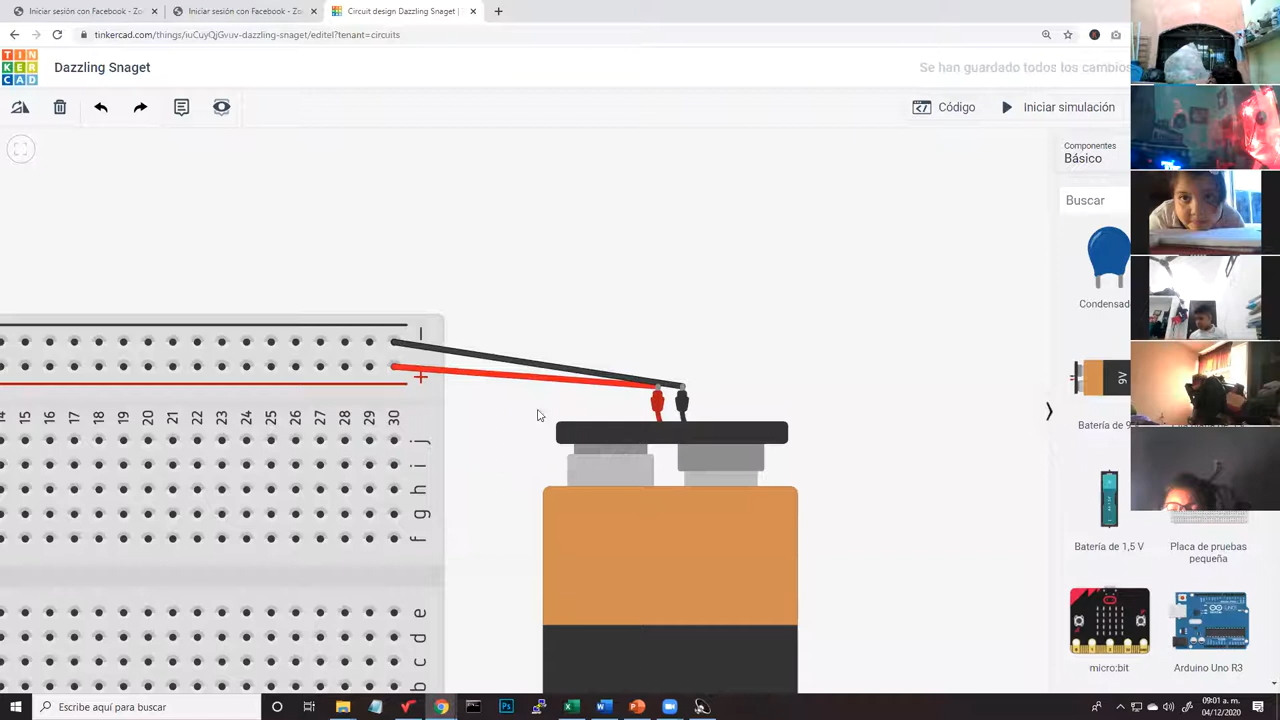 Iniciar sesión con Facebook - Zo
Iniciar sesión con Facebook - Zo
Circuit design Dazzling Snaget |
tinkercad.com/things/iuCuyQjGvuv-dazzling-snaget/editel?tenant=circuits
TIN
KER
CAD
Dazzling Snaget
Se han guardado todos los cambios
Código
Iniciar simulación
Componentes
Básico
Buscar
Condensad
9V
Batería de 9
Batería de 1,5 V
Placa de pruebas
pequeña
micro:bit
Arduino Uno R3
14 15 16 17 18 19 20 21 22 23 24 25 26 27 28 29 30
j
i
h
g
f
e
d
c
b
Escribe aquí para buscar
09:01 a. m.
04/12/2020